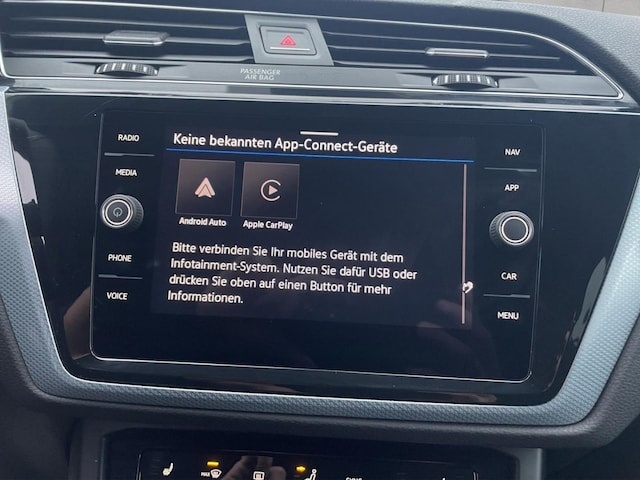 PASSENGER
AIR BAG
RADIO
MEDIA
PHONE
VOICE
Keine bekannten App-Connect-Geräte
Android Auto
Apple CarPlay
Bitte verbinden Sie Ihr mobiles Gerät mit dem
Infotainment-System. Nutzen Sie dafür USB oder
drücken Sie oben auf einen Button für mehr
Informationen.
NAV
APP
CAR
MENU
MAX
SYNC